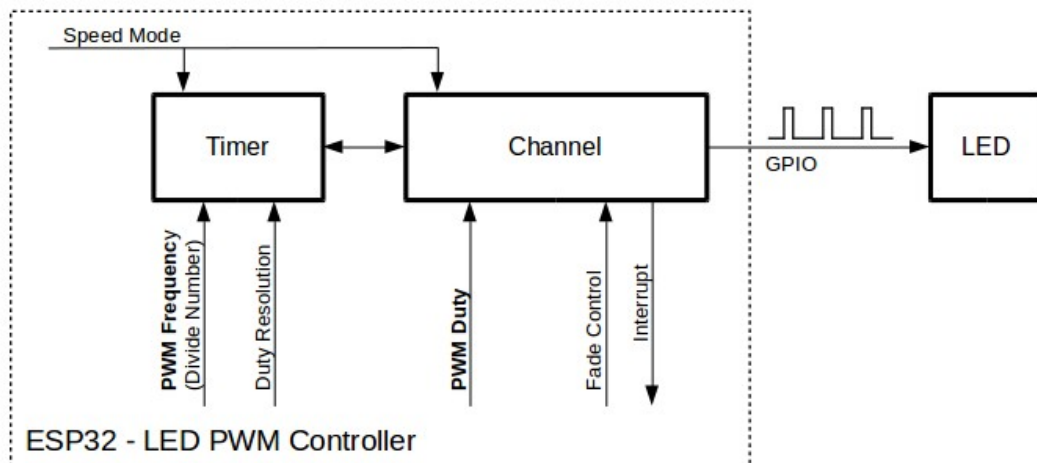 Speed Mode
Timer
Channel
GPIO
LED
PWM Frequency
(Divide Number)
Duty Resolution
PWM Duty
Fade Control
Interrupt
ESP32 - LED PWM Controller